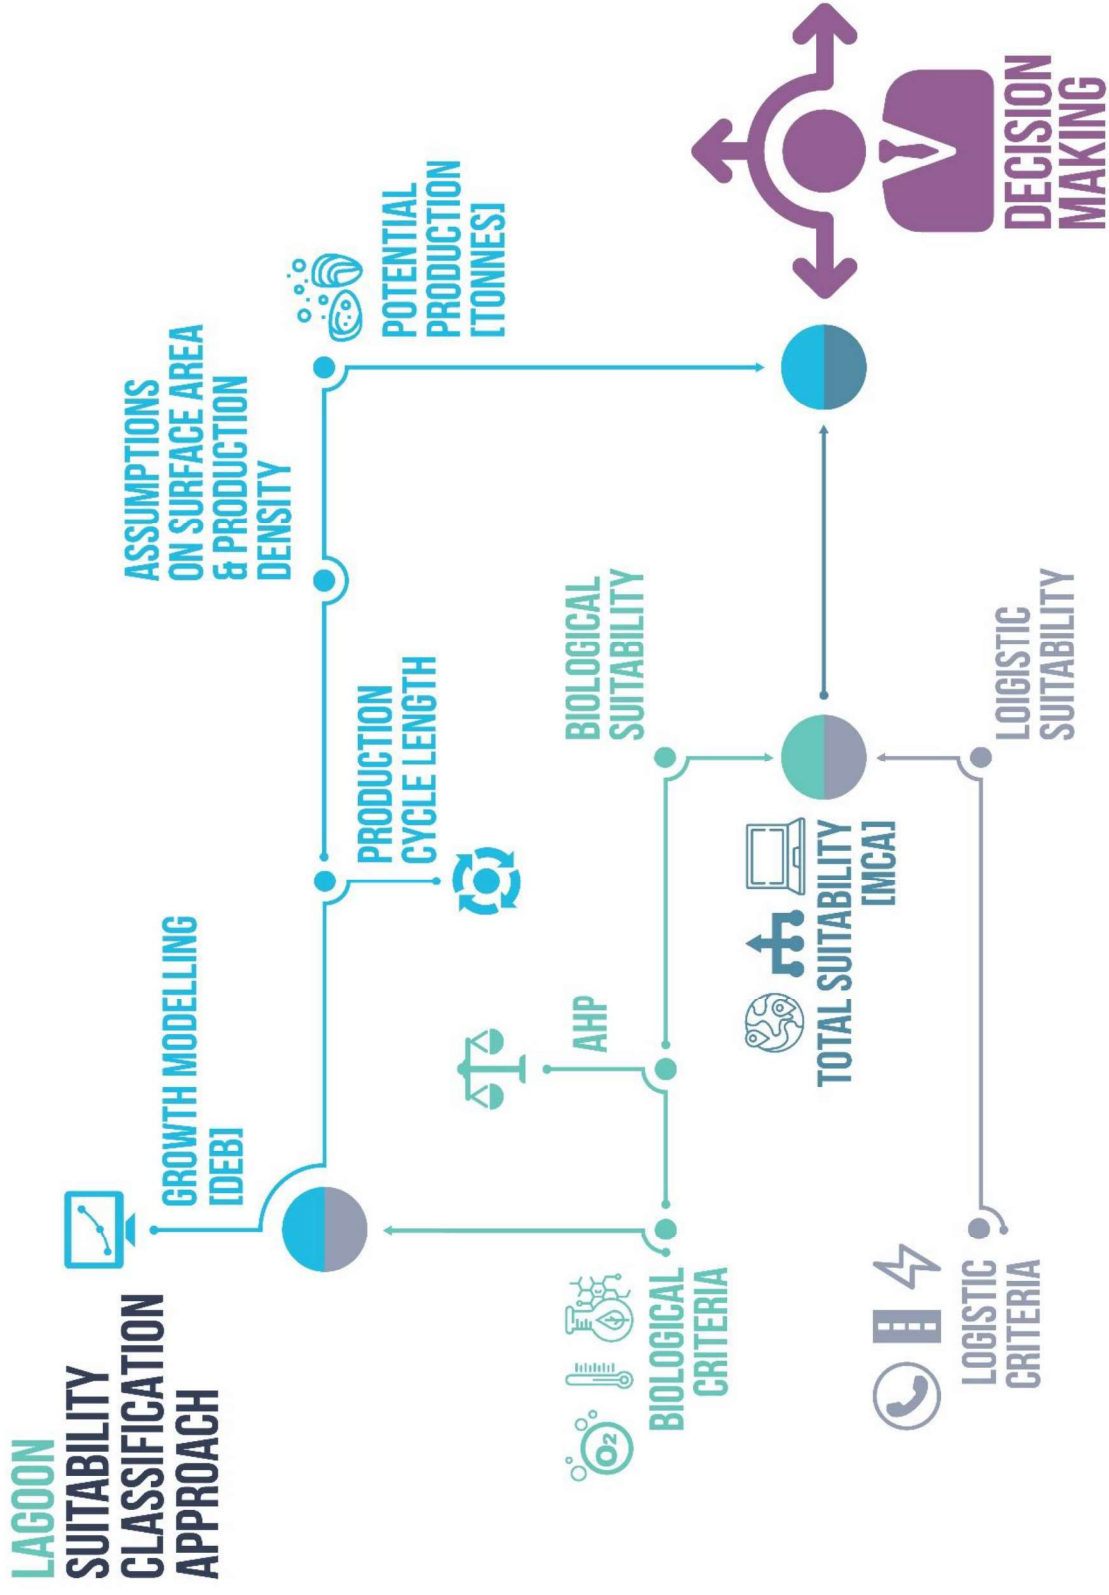 LAGOON
SUITABILITY
CLASSIFICATION
APPROACH
GROWTH MODELLING
[DEB]
PRODUCTION
CYCLE LENGTH
ASSUMPTIONS
ON SURFACE AREA
& PRODUCTION
DENSITY
POTENTIAL
PRODUCTION
[TONNES]
O2
BIOLOGICAL
CRITERIA
AHP
BIOLOGICAL
SUITABILITY
TOTAL SUITABILITY
[MCA]
LOGISTIC
CRITERIA
LOIGISTIC
SUITABILITY
DECISION
MAKING